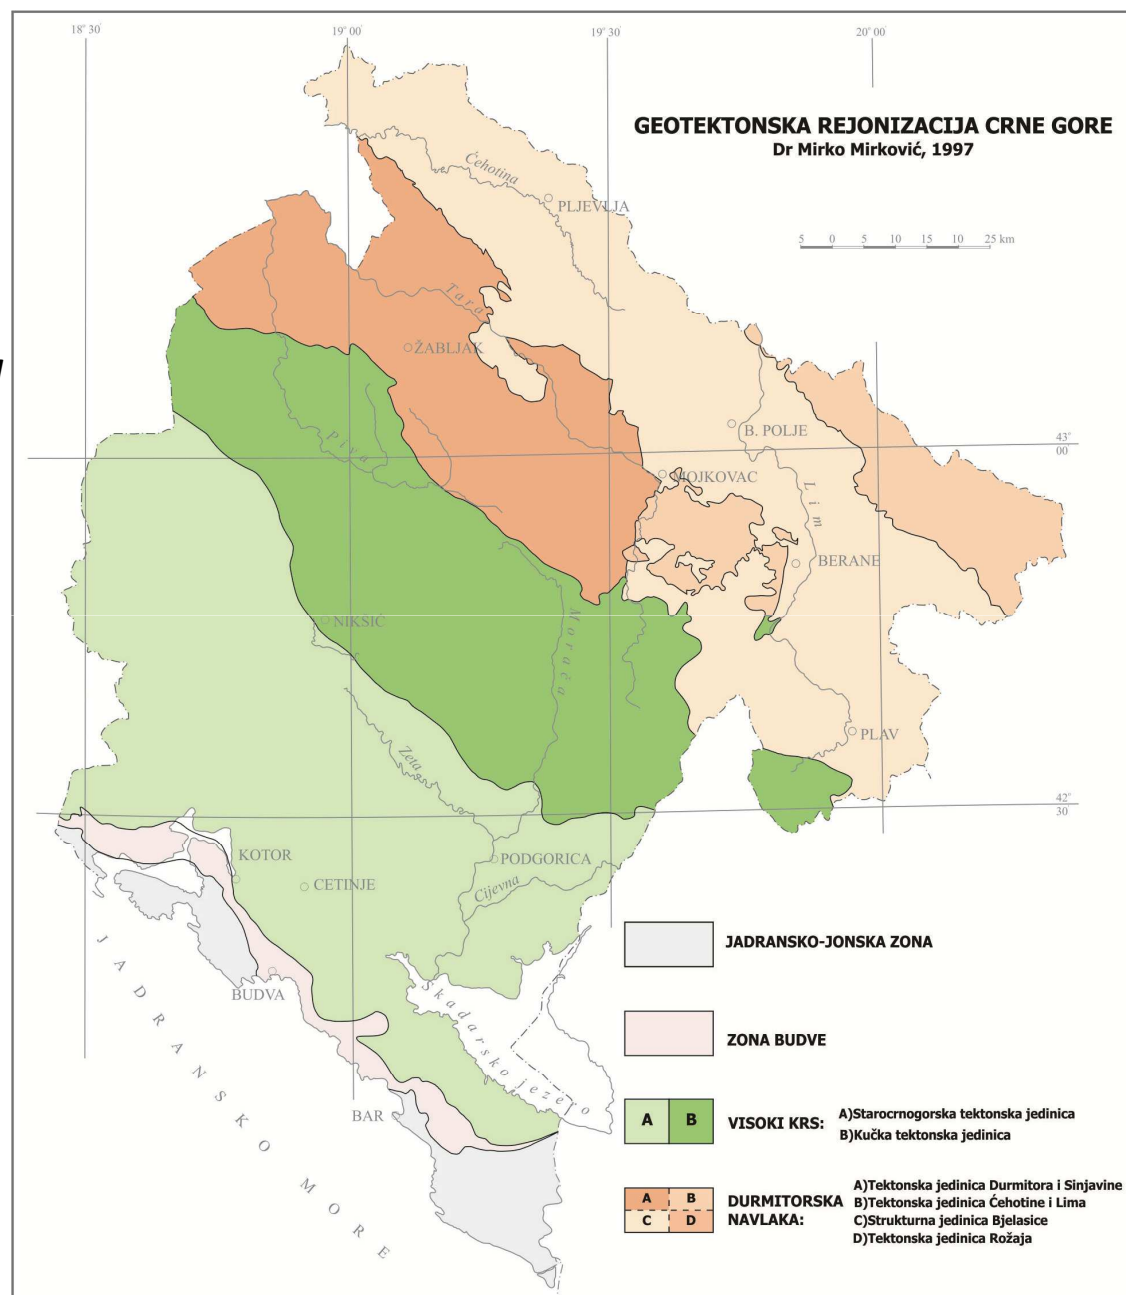 18° 30'
19° 00'
19° 30'
20° 00'
GEOTEKTONSKA REJONIZACIJA CRNE GORE
Dr Mirko Mirković, 1997
5 0 5 10 15 20 25 km
Ćehotina
PLJEVLJA
Tara
ŽABLJAK
B. POLJE
43°
00'
Piva
MOJKOVAC
Lim
BERANE
NIKŠIĆ
Morača
PLAV
Zeta
42°
30'
KOTOR
PODGORICA
CETINJE
Cijevna
JADRANSKO MORE
BUDVA
Skadarsko jezero
BAR
JADRANSKO-JONSKA ZONA
ZONA BUDVE
A B
VISOKI KRS:
A)Starocrnogorska tektonska jedinica
B)Kučka tektonska jedinica
A B
C D
DURMITORSKA
NAVLAKA:
A)Tektonska jedinica Durmitora i Sinjavine
B)Tektonska jedinica Ćehotine i Lima
C)Strukturna jedinica Bjelasice
D)Tektonska jedinica Rožaja